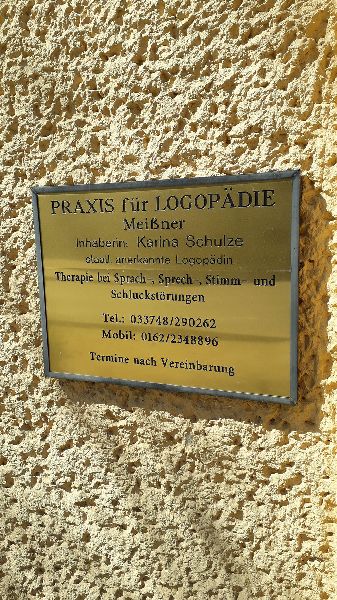 PRAXIS für LOGOPÄDIE
Meißner
Inhaberin: Karina Schulze
staatl. anerkannte Logopädin
Therapie bei Sprach-, Sprech-, Stimm- und
Schluckstörungen
Tel.: 033748/290262
Mobil: 0162/2348896
Termine nach Vereinbarung